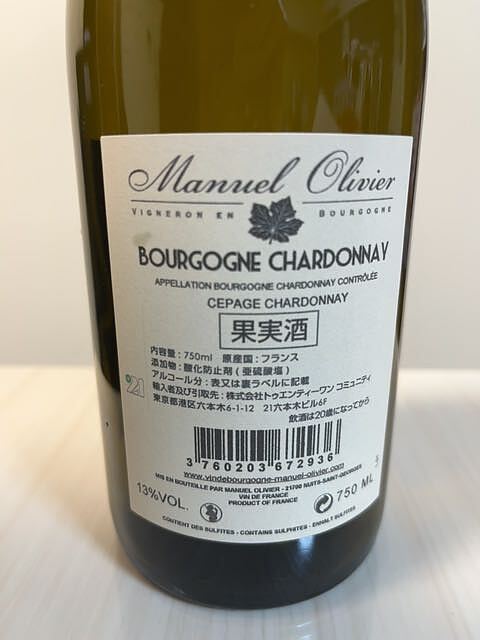 Manuel Olivier
VIGNERON EN BOURGOGNE
BOURGOGNE CHARDONNAY
APPELLATION BOURGOGNE CHARDONNAY CONTRÔLÉE
CEPAGE CHARDONNAY
果実酒
内容量：750ml 原産国：フランス
添加物：酸化防止剤(亜硫酸塩)
アルコール分：表又は裏ラベルに記載
輸入者及び引取先：株式会社トゥエンティーワン コミュニティ
東京都港区六本木6-1-12 21六本木ビル6F
飲酒は20歳になってから
21
3 760203 672936
www.vindebourgogne-manuel-olivier.com
MIS EN BOUTEILLE PAR MANUEL OLIVIER - 21700 NUITS-SAINT-GEORGES
VIN DE FRANCE
PRODUCT OF FRANCE
13%VOL.
750 ML
CONTIENT DES SULFITES - CONTAINS SULPHITES - ENHALT SULFITES